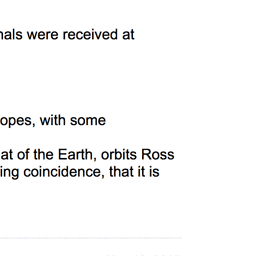 nals were received at
opes, with some
at of the Earth, orbits Ross
ing coincidence, that it is